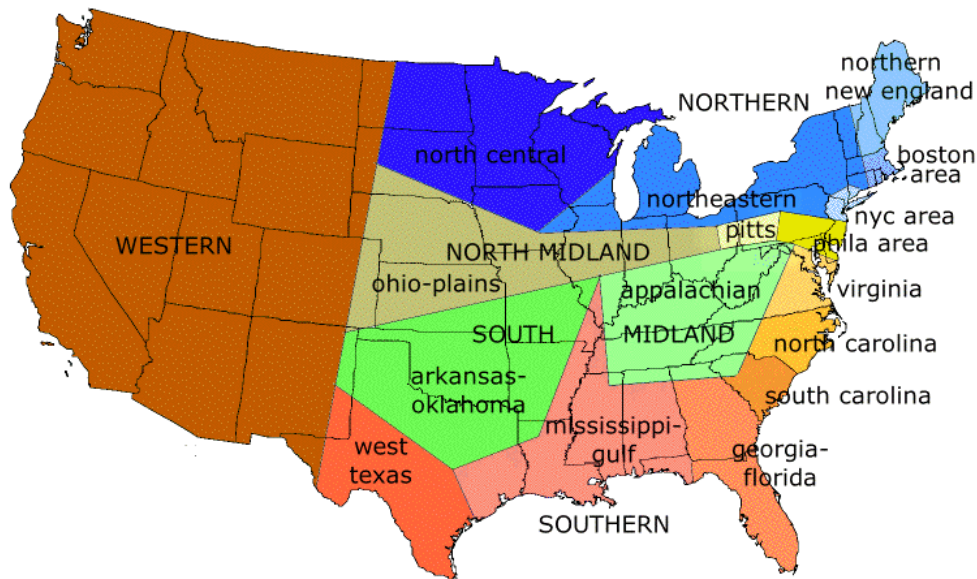 northern
new england
NORTHERN
boston
area
north central
northeastern
nyc area
pitts
phila area
WESTERN
NORTH MIDLAND
ohio-plains
appalachian
virginia
SOUTH
MIDLAND
north carolina
arkansas-
oklahoma
south carolina
mississippi-
gulf
west
texas
georgia-
florida
SOUTHERN